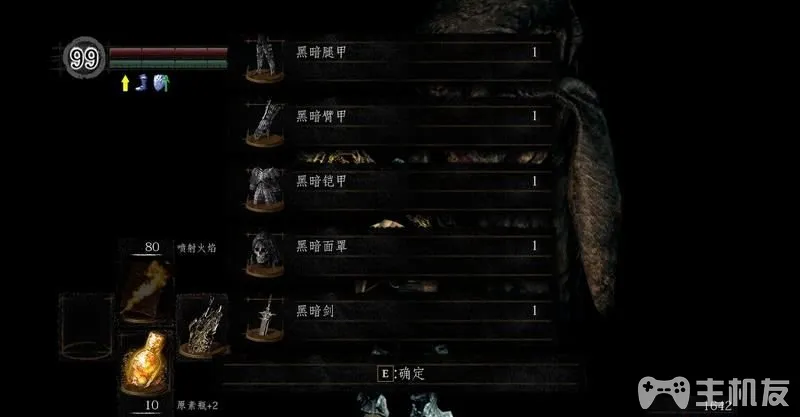 99
黑暗腿甲 1
黑暗臂甲 1
黑暗铠甲 1
黑暗面罩 1
黑暗剑 1
E:确定
80 喷射火焰
10 原素瓶+2
1642
主机友